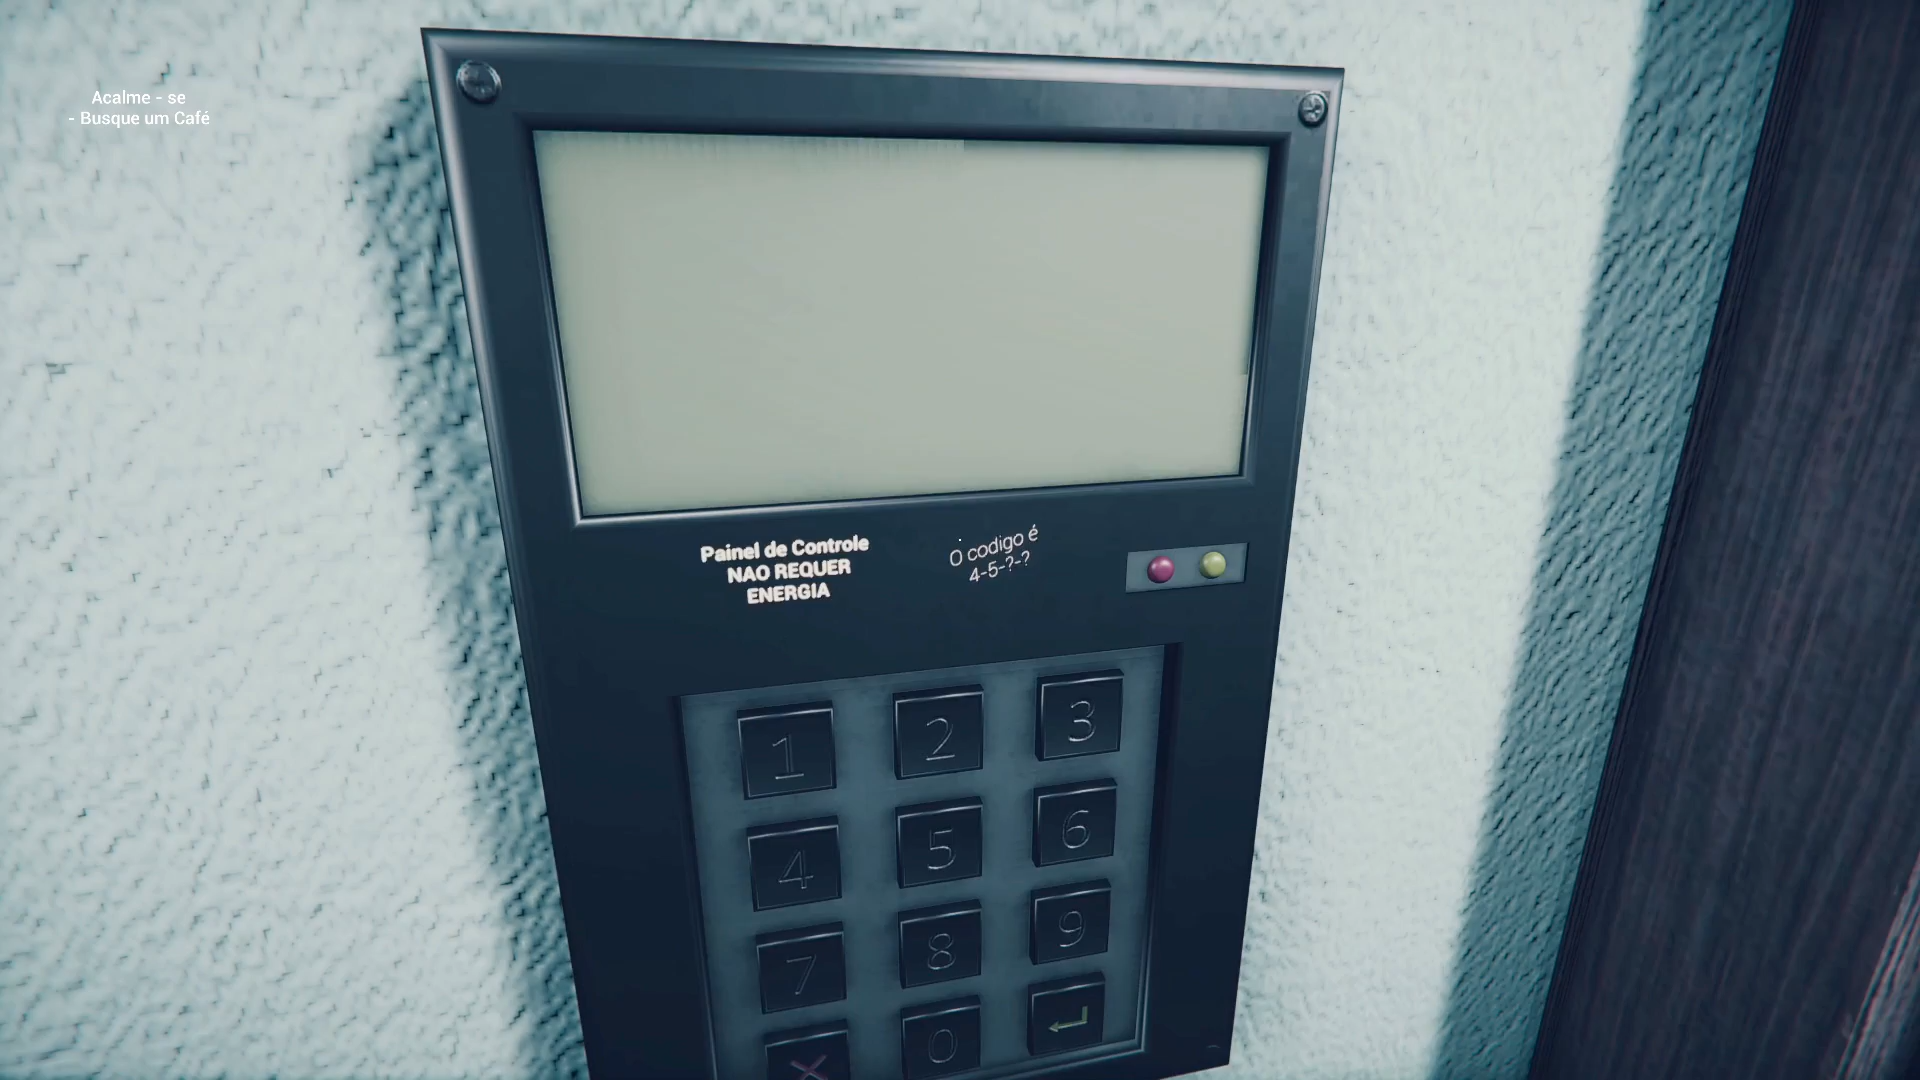 Acalme - se
- Busque um Café
Painel de Controle
NAO REQUER
ENERGIA
O codigo é
4-5-?-?
1 2 3
4 5 6
7 8 9
0